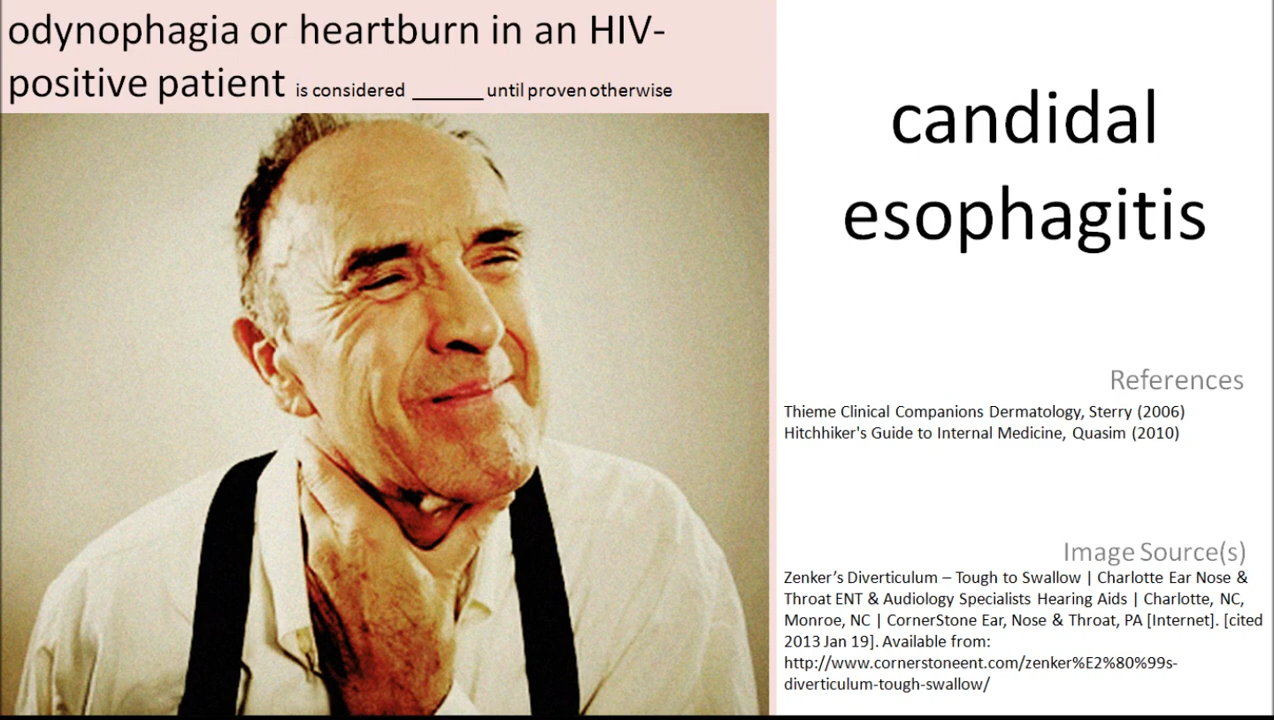 odynophagia or heartburn in an HIV-
positive patient is considered ______ until proven otherwise
candidal
esophagitis
References
Thieme Clinical Companions Dermatology, Sterry (2006)
Hitchhiker's Guide to Internal Medicine, Quasim (2010)
Image Source(s)
Zenker’s Diverticulum – Tough to Swallow | Charlotte Ear Nose &
Throat ENT & Audiology Specialists Hearing Aids | Charlotte, NC,
Monroe, NC | CornerStone Ear, Nose & Throat, PA [Internet]. [cited
2013 Jan 19]. Available from:
http://www.cornerstoneent.com/zenker%E2%80%99s-
diverticulum-tough-swallow/